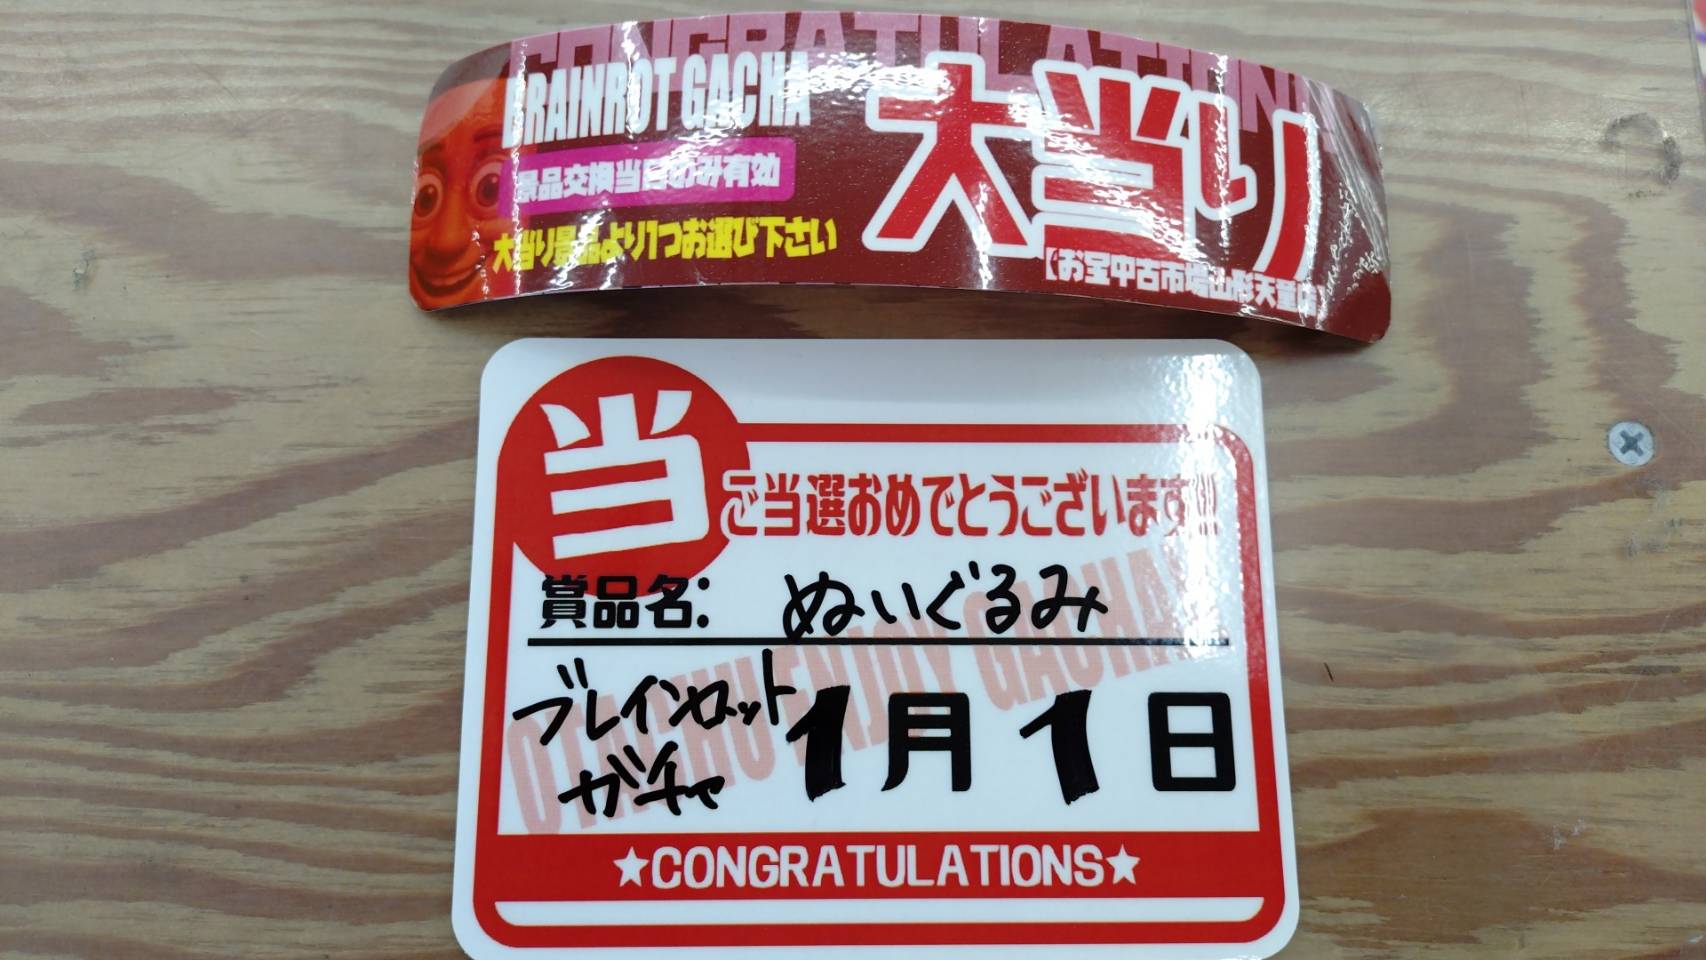 CONGRATULATION
BRAINROT GACHA
大当り
景品交換当日のみ有効
大当り景品より1つお選び下さい
【お宝中古市場山形天童店】
当
ご当選おめでとうございます!!!
賞品名: ぬいぐるみ
OTACHU ENJOY GACHA
ブレインロット
ガチャ
1月1日
★CONGRATULATIONS★